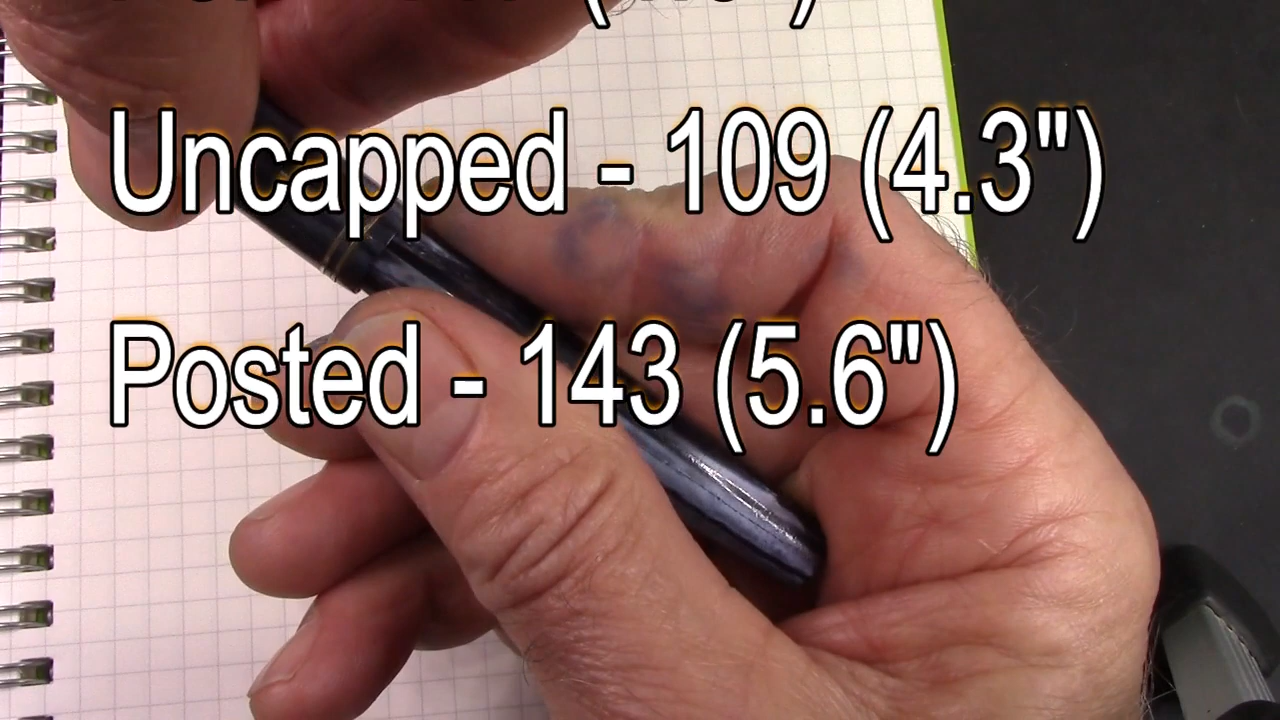 Uncapped - 109 (4.3")
Posted - 143 (5.6")